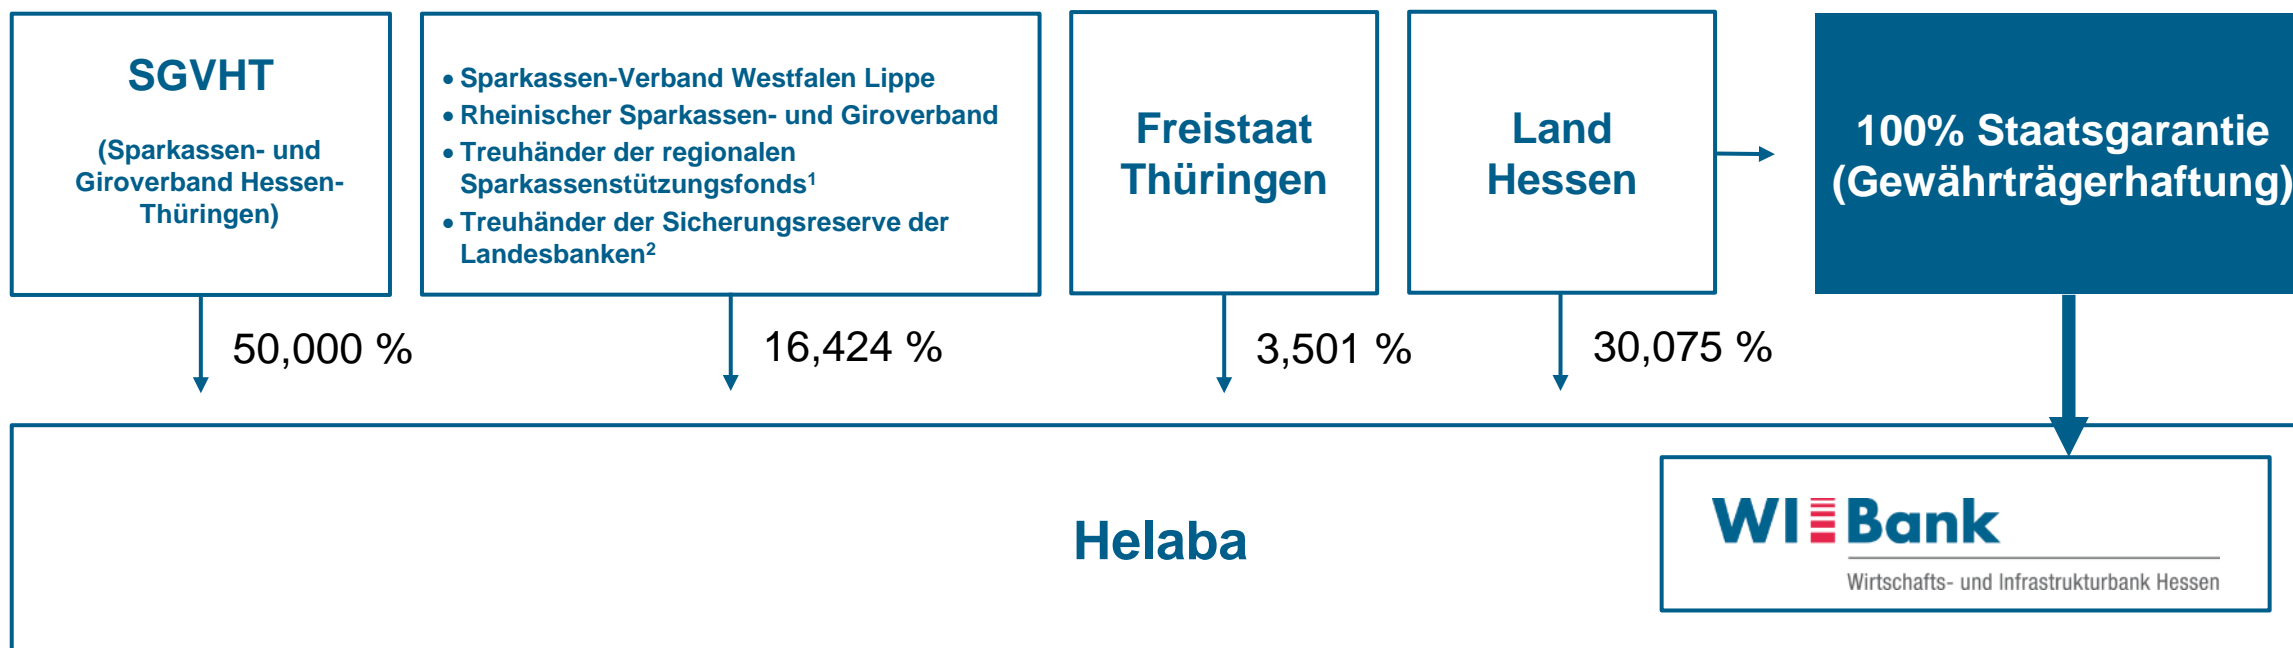 SGVHT
(Sparkassen- und
Giroverband Hessen-
Thüringen)
• Sparkassen-Verband Westfalen Lippe
• Rheinischer Sparkassen- und Giroverband
• Treuhänder der regionalen
Sparkassenstützungsfonds¹
• Treuhänder der Sicherungsreserve der
Landesbanken²
Freistaat
Thüringen
Land
Hessen
100% Staatsgarantie
(Gewährträgerhaftung)
50,000 %
16,424 %
3,501 %
30,075 %
Helaba
WIBank
Wirtschafts- und Infrastrukturbank Hessen